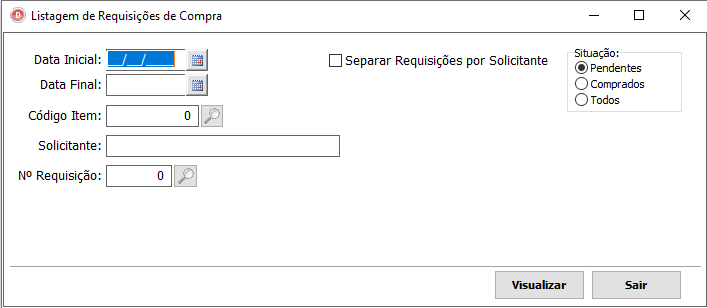 Listagem de Requisições de Compra
Data Inicial: __/__/____
Separar Requisições por Solicitante
Situação:
Pendentes
Comprados
Todos
Data Final:
Código Item: 0
Solicitante:
Nº Requisição: 0
Visualizar
Sair